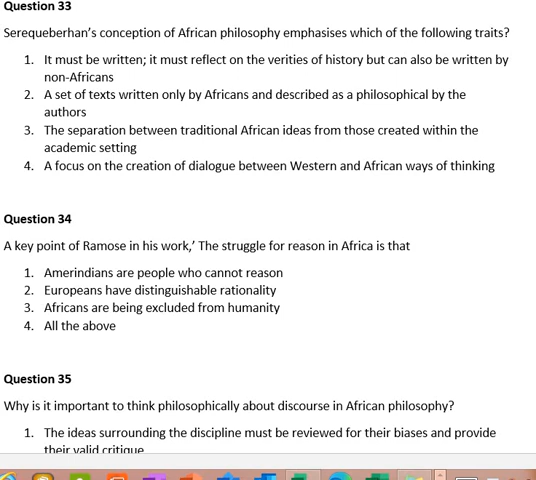 Question 33
Serequeberhan’s conception of African philosophy emphasises which of the following traits?
1. It must be written; it must reflect on the verities of history but can also be written by
non-Africans
2. A set of texts written only by Africans and described as a philosophical by the
authors
3. The separation between traditional African ideas from those created within the
academic setting
4. A focus on the creation of dialogue between Western and African ways of thinking
Question 34
A key point of Ramose in his work,’ The struggle for reason in Africa is that
1. Amerindians are people who cannot reason
2. Europeans have distinguishable rationality
3. Africans are being excluded from humanity
4. All the above
Question 35
Why is it important to think philosophically about discourse in African philosophy?
1. The ideas surrounding the discipline must be reviewed for their biases and provide
their valid critique